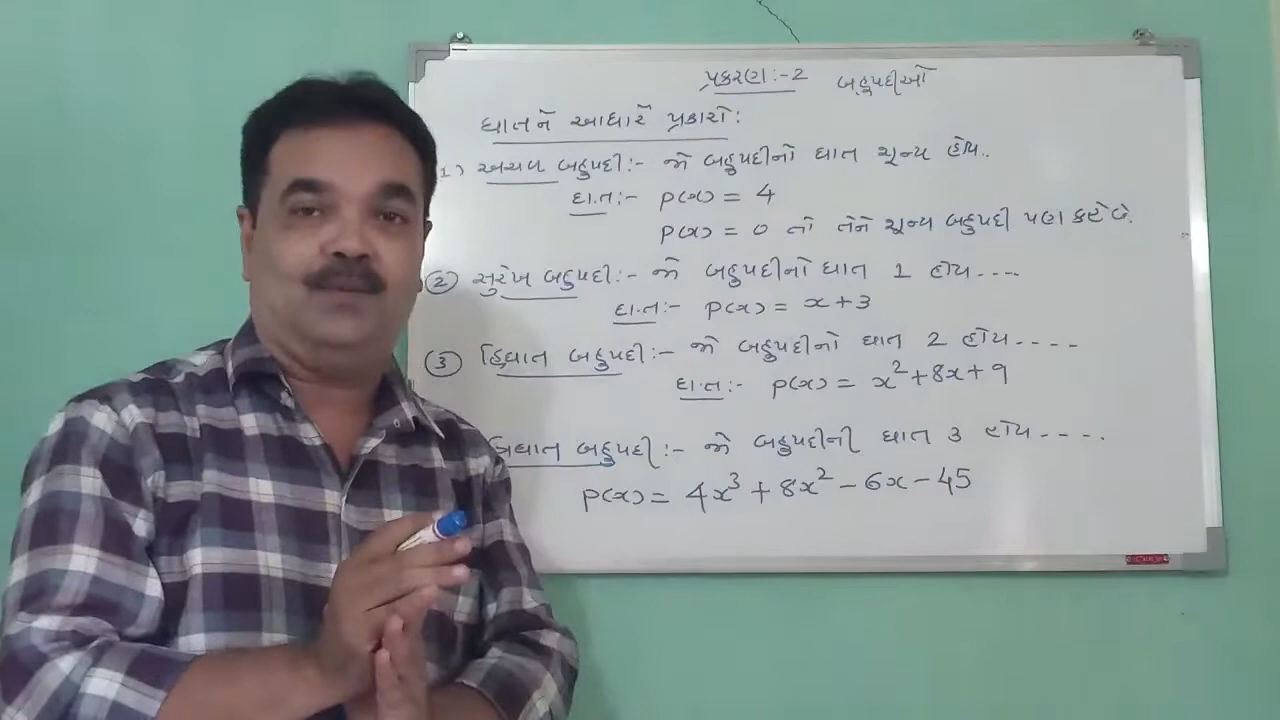 પ્રકરણ:-2 બહુપદીઓ
ઘાતને આધારે પ્રકારો:
1) અચળ બહુપદી:- જો બહુપદીનો ઘાત શૂન્ય હોય..
દા.ત:- p(x) = 4
p(x) = 0 તો તેને શૂન્ય બહુપદી પણ કહે છે.
2 સુરેખ બહુપદી:- જો બહુપદીનો ઘાત 1 હોય----
દા.ત:- p(x) = x+3
3 દ્વિઘાત બહુપદી:- જો બહુપદીનો ઘાત 2 હોય----
દા.ત:- p(x) = x²+8x+9
ત્રિઘાત બહુપદી:- જો બહુપદીની ઘાત 3 હોય----.
p(x) = 4x³ + 8x² - 6x - 45